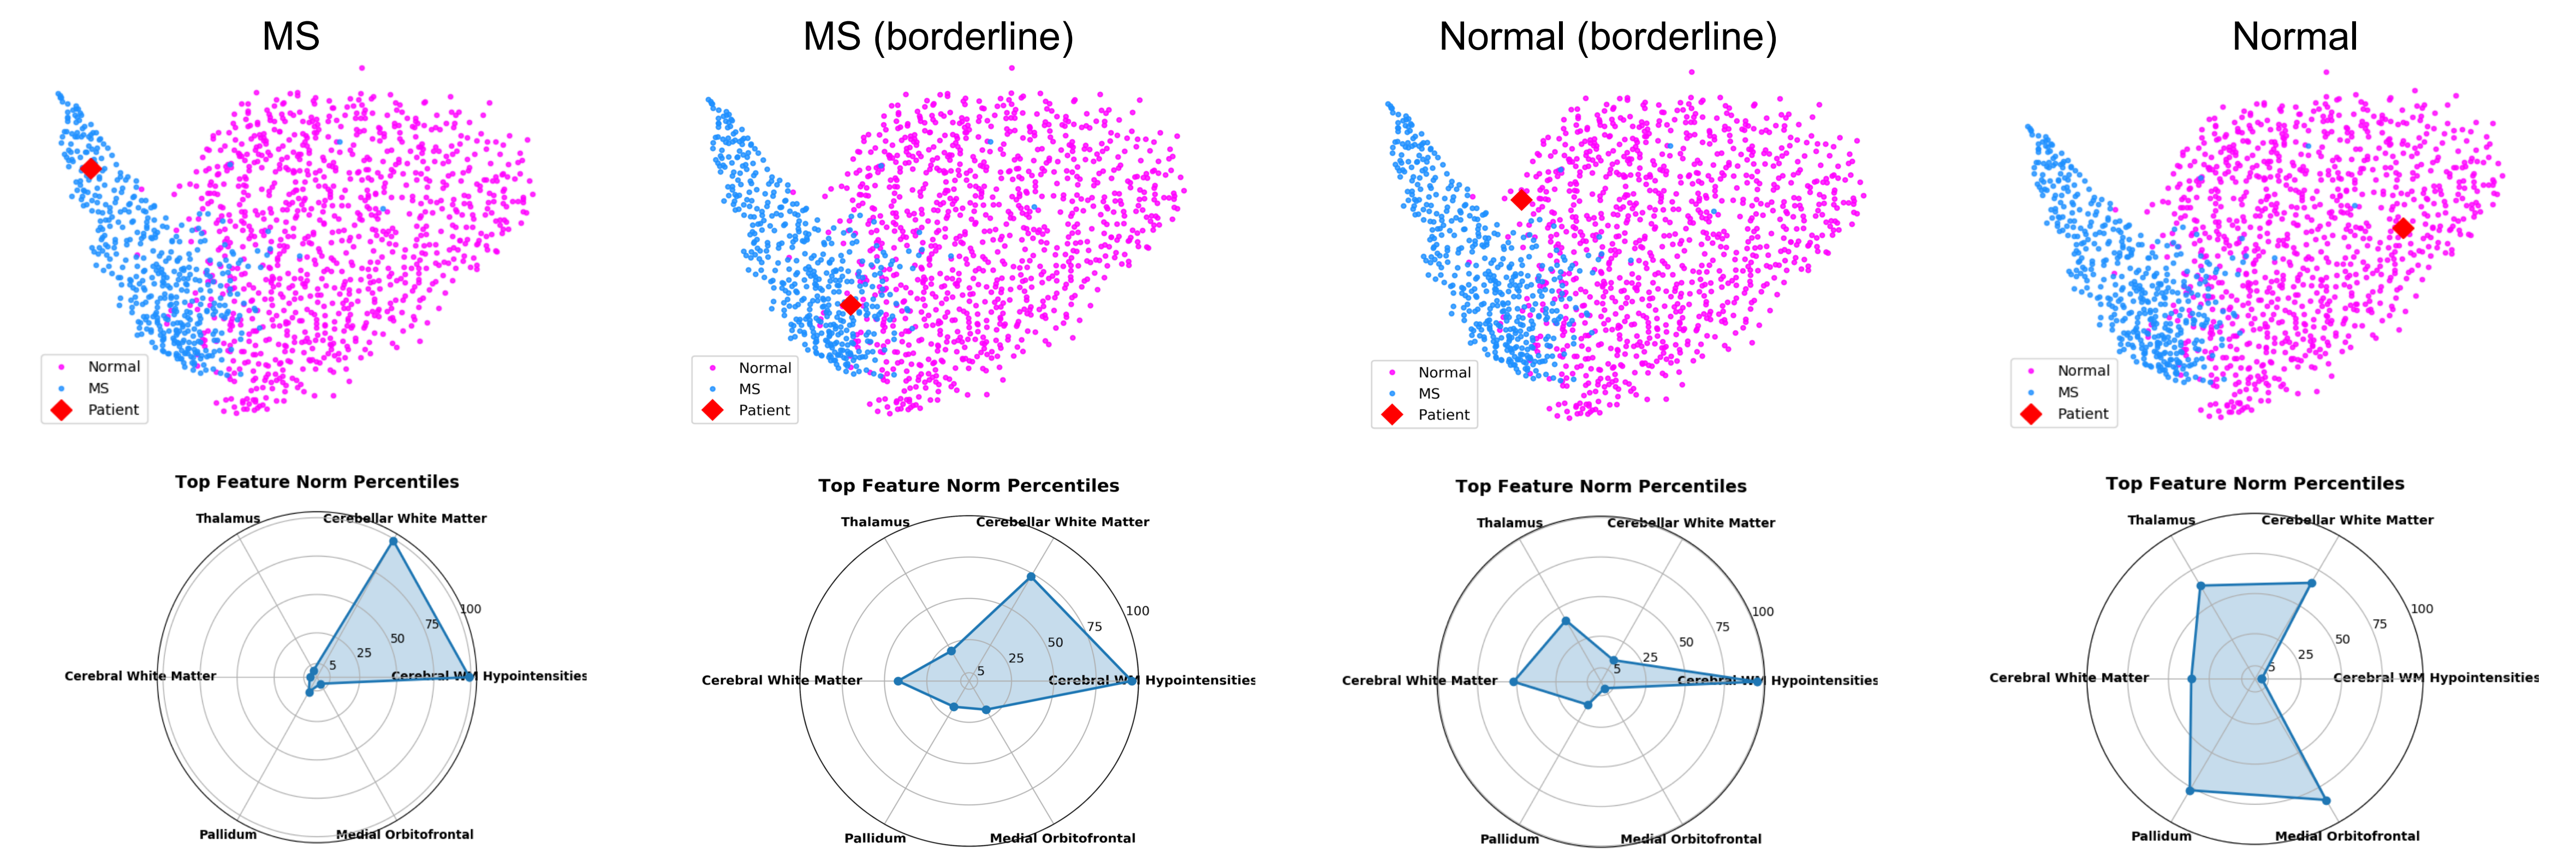 MS
MS (borderline)
Normal (borderline)
Normal
Normal
MS
Patient
Normal
MS
Patient
Normal
MS
Patient
Normal
MS
Patient
Top Feature Norm Percentiles
Thalamus
Cerebellar White Matter
100
75
50
25
5
Cerebral White Matter
Cerebral WM Hypointensities
Pallidum
Medial Orbitofrontal
Top Feature Norm Percentiles
Thalamus
Cerebellar White Matter
100
75
50
25
5
Cerebral White Matter
Cerebral WM Hypointensities
Pallidum
Medial Orbitofrontal
Top Feature Norm Percentiles
Thalamus
Cerebellar White Matter
100
75
50
25
5
Cerebral White Matter
Cerebral WM Hypointensities
Pallidum
Medial Orbitofrontal
Top Feature Norm Percentiles
Thalamus
Cerebellar White Matter
100
75
50
25
5
Cerebral White Matter
Cerebral WM Hypointensities
Pallidum
Medial Orbitofrontal